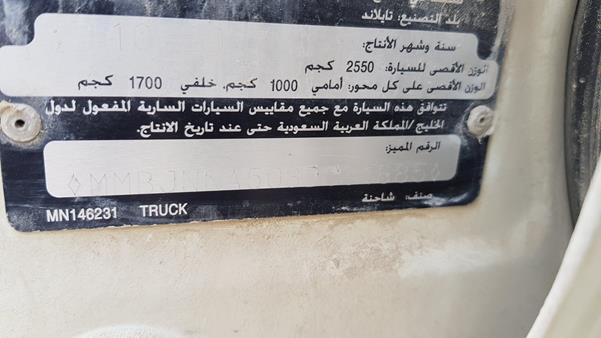 بلد التصنيع: تايلاند
سنة وشهر الأنتاج:
1
الوزن الأقصى للسيارة: 2550 كجم
الوزن الأقصى على كل محور: أمامي 1000 كجم. خلفي 1700 كجم
تتوافق هذه السيارة مع جميع مقاييس السيارات السارية المفعول لدول
الخليج/المملكة العربية السعودية حتى عند تاريخ الانتاج.
الرقم المميز:
صنف: شاحنة
MN146231 TRUCK